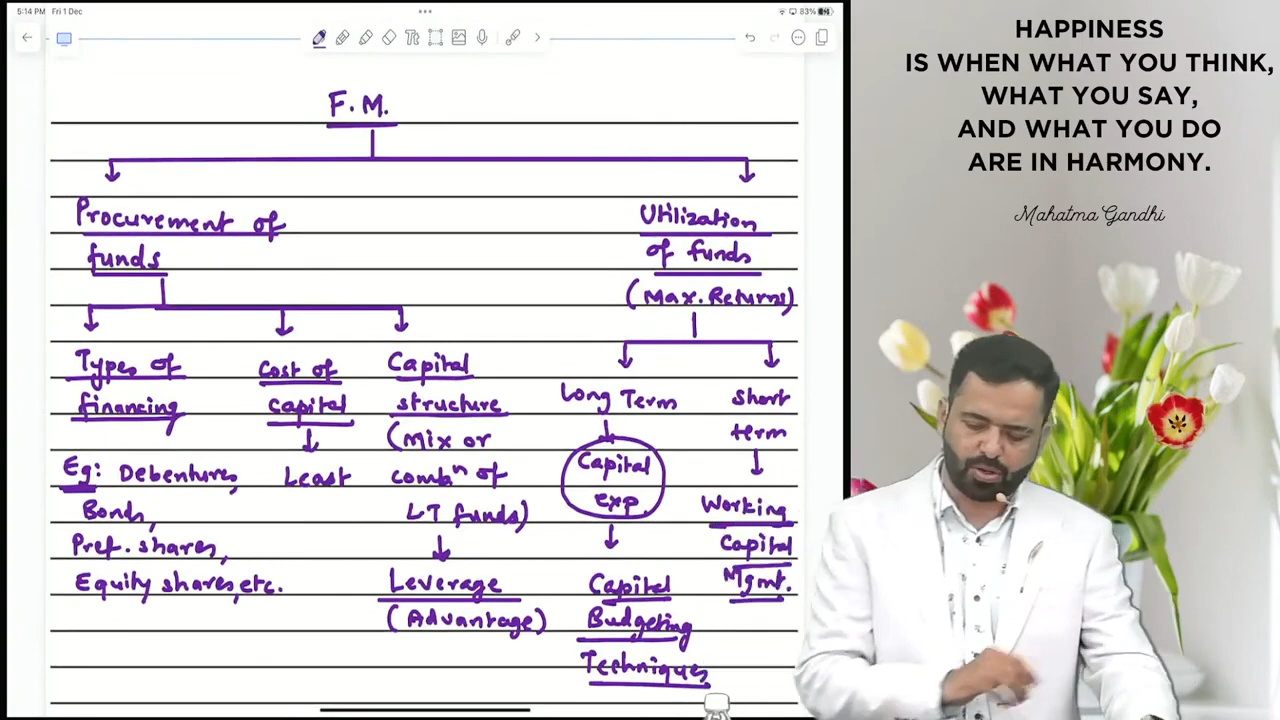 5:14 PM Fri 1 Dec
83%
F.M.
Procurement of
funds
Types of
financing
Eg: Debentures,
Bonds,
Pref. shares,
Equity shares, etc.
Cost of
capital
Least
Capital
structure
(Mix or
combⁿ of
LT funds)
Leverage
(Advantage)
Utilization
of funds
(Max. Returns)
Long Term
Capital
exp
Capital
Budgeting
Techniques
Short
term
Working
Capital
Mgmt.
HAPPINESS
IS WHEN WHAT YOU THINK,
WHAT YOU SAY,
AND WHAT YOU DO
ARE IN HARMONY.
Mahatma Gandhi